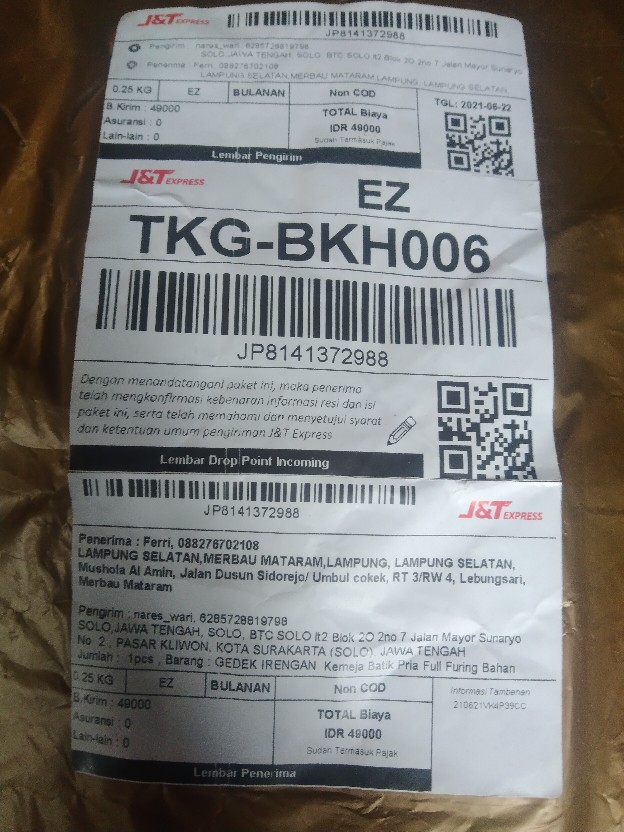 J&T EXPRESS
JP8141372988
Pengirim : nares_wari, 6285728819798
SOLO,JAWA TENGAH, SOLO, BTC SOLO lt2 Blok 2O 2no 7 Jalan Mayor Sunaryo
Penerima : Ferri, 088276702108
LAMPUNG SELATAN,MERBAU MATARAM,LAMPUNG, LAMPUNG SELATAN,
0.25 KG EZ BULANAN Non COD
TGL: 2021-06-22
B.Kirim : 49000
Asuransi : 0
Lain-lain : 0
TOTAL Biaya
IDR 49000
Sudah Termasuk Pajak
Lembar Pengirim
J&T EXPRESS
EZ
TKG-BKH006
JP8141372988
Dengan menandatangani paket ini, maka penerima
telah mengkonfirmasi kebenaran informasi resi dan isi
paket ini, serta telah memahami dan menyetujui syarat
dan ketentuan umum pengiriman J&T Express
Lembar Drop Point Incoming
JP8141372988
J&T EXPRESS
Penerima : Ferri, 088276702108
LAMPUNG SELATAN,MERBAU MATARAM,LAMPUNG, LAMPUNG SELATAN,
Mushola Al Amin, Jalan Dusun Sidorejo/ Umbul cokek, RT 3/RW 4, Lebungsari,
Merbau Mataram
Pengirim : nares_wari, 6285728819798
SOLO,JAWA TENGAH, SOLO, BTC SOLO lt2 Blok 2O 2no 7 Jalan Mayor Sunaryo
No 2 , PASAR KLIWON, KOTA SURAKARTA (SOLO), JAWA TENGAH
Jumlah : 1pcs , Barang : GEDEK IRENGAN Kemeja Batik Pria Full Furing Bahan
0.25 KG EZ BULANAN Non COD
B.Kirim : 49000
Asuransi : 0
Lain-lain : 0
TOTAL Biaya
IDR 49000
Sudah Termasuk Pajak
Informasi Tambahan
210621VK4P39CC
Lembar Penerima